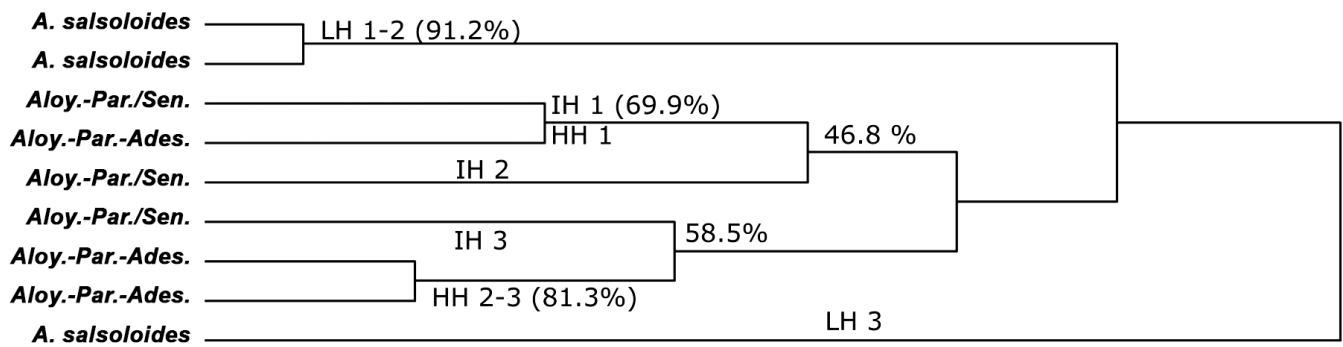 A. salsoloides
LH 1-2 (91.2%)
A. salsoloides
Aloy.-Par./Sen.
IH 1 (69.9%)
Aloy.-Par.-Ades.
HH 1
46.8 %
Aloy.-Par./Sen.
IH 2
Aloy.-Par./Sen.
IH 3
58.5%
Aloy.-Par.-Ades.
Aloy.-Par.-Ades.
HH 2-3 (81.3%)
A. salsoloides
LH 3